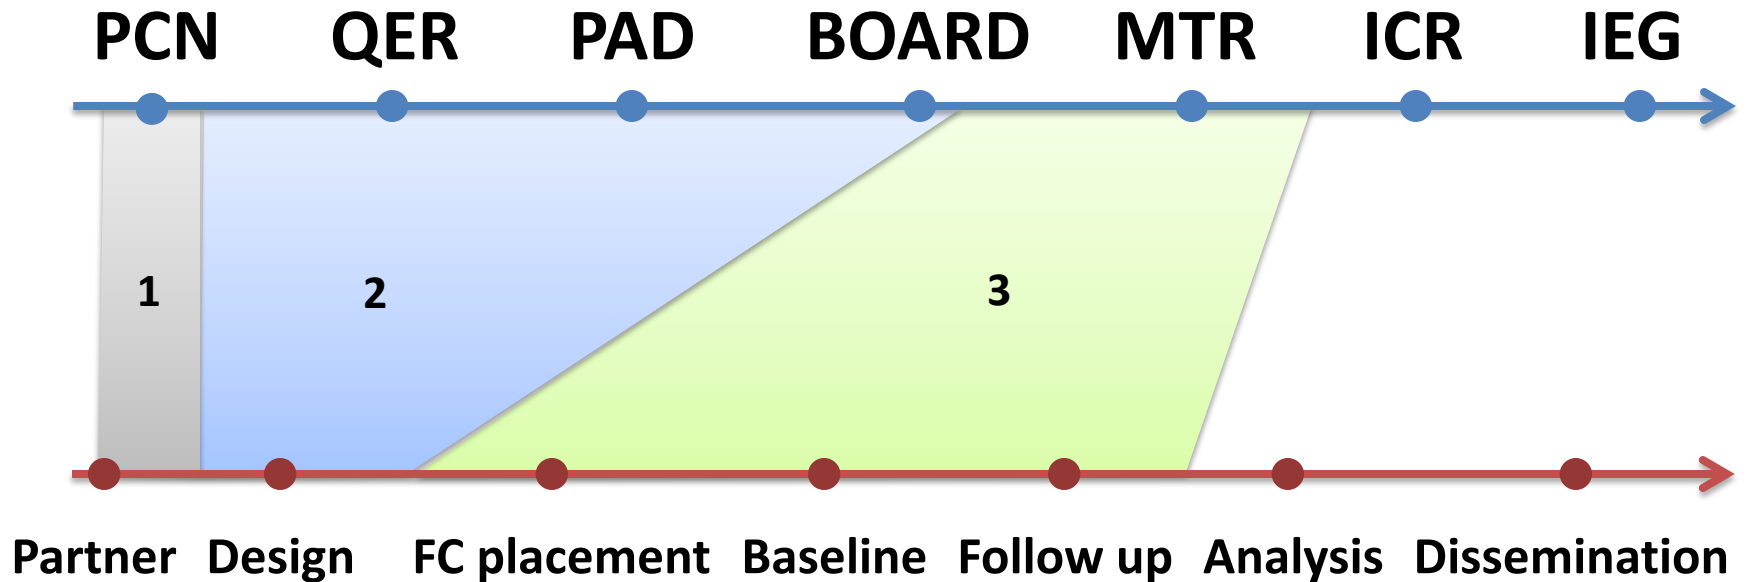 PCN QER PAD BOARD MTR ICR IEG
1 2 3
Partner Design FC placement Baseline Follow up Analysis Dissemination